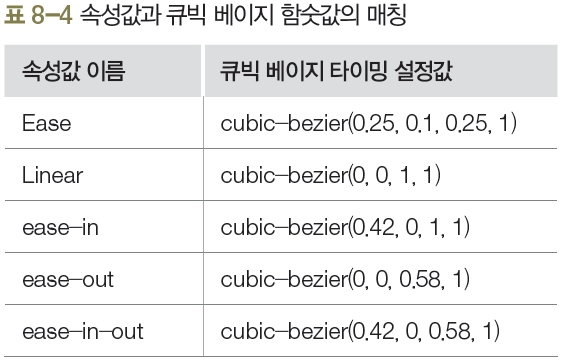 표 8-4 속성값과 큐빅 베이지 함숫값의 매칭
속성값 이름 큐빅 베이지 타이밍 설정값
Ease cubic-bezier(0.25, 0.1, 0.25, 1)
Linear cubic-bezier(0, 0, 1, 1)
ease-in cubic-bezier(0.42, 0, 1, 1)
ease-out cubic-bezier(0, 0, 0.58, 1)
ease-in-out cubic-bezier(0.42, 0, 0.58, 1)